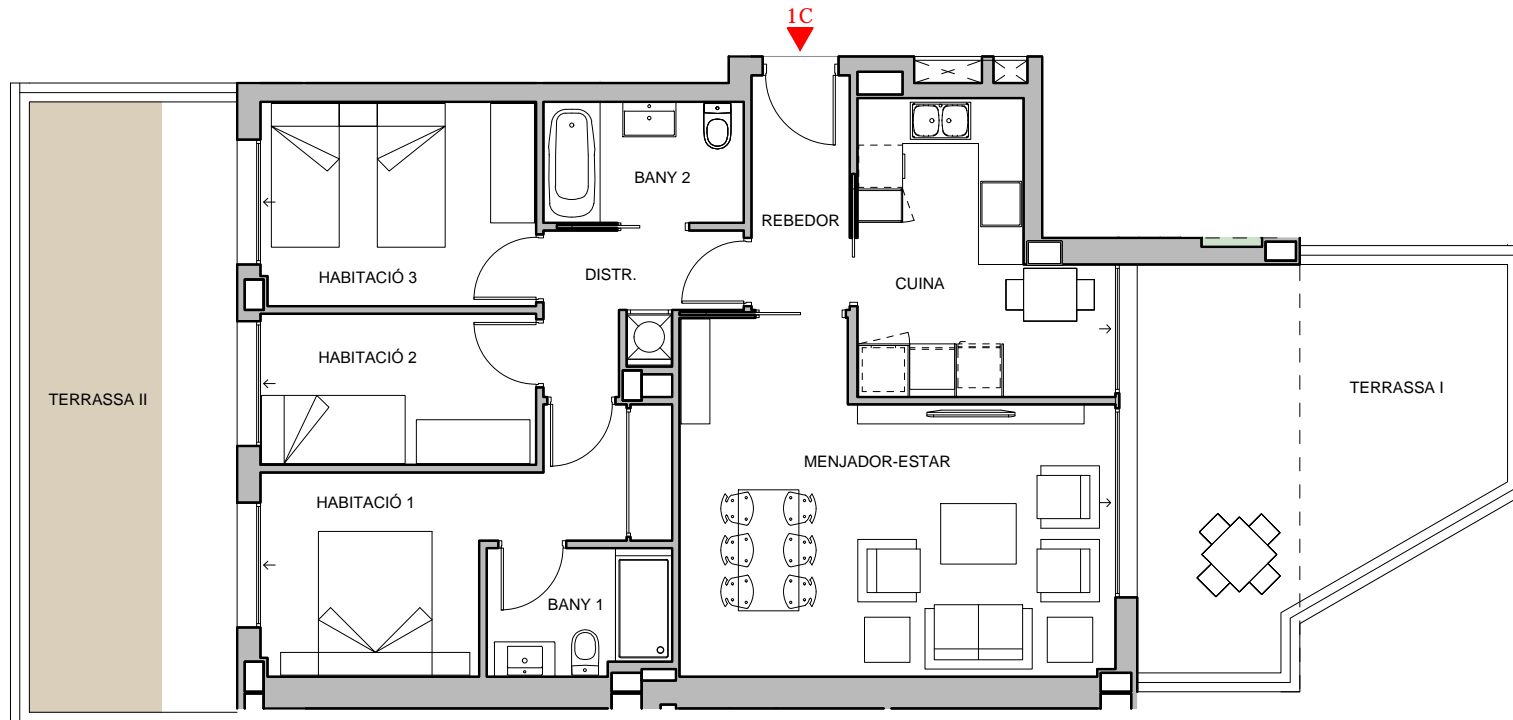 1C
BANY 2
REBEDOR
HABITACIÓ 3
DISTR.
CUINA
HABITACIÓ 2
TERRASSA II
TERRASSA I
MENJADOR-ESTAR
HABITACIÓ 1
BANY 1